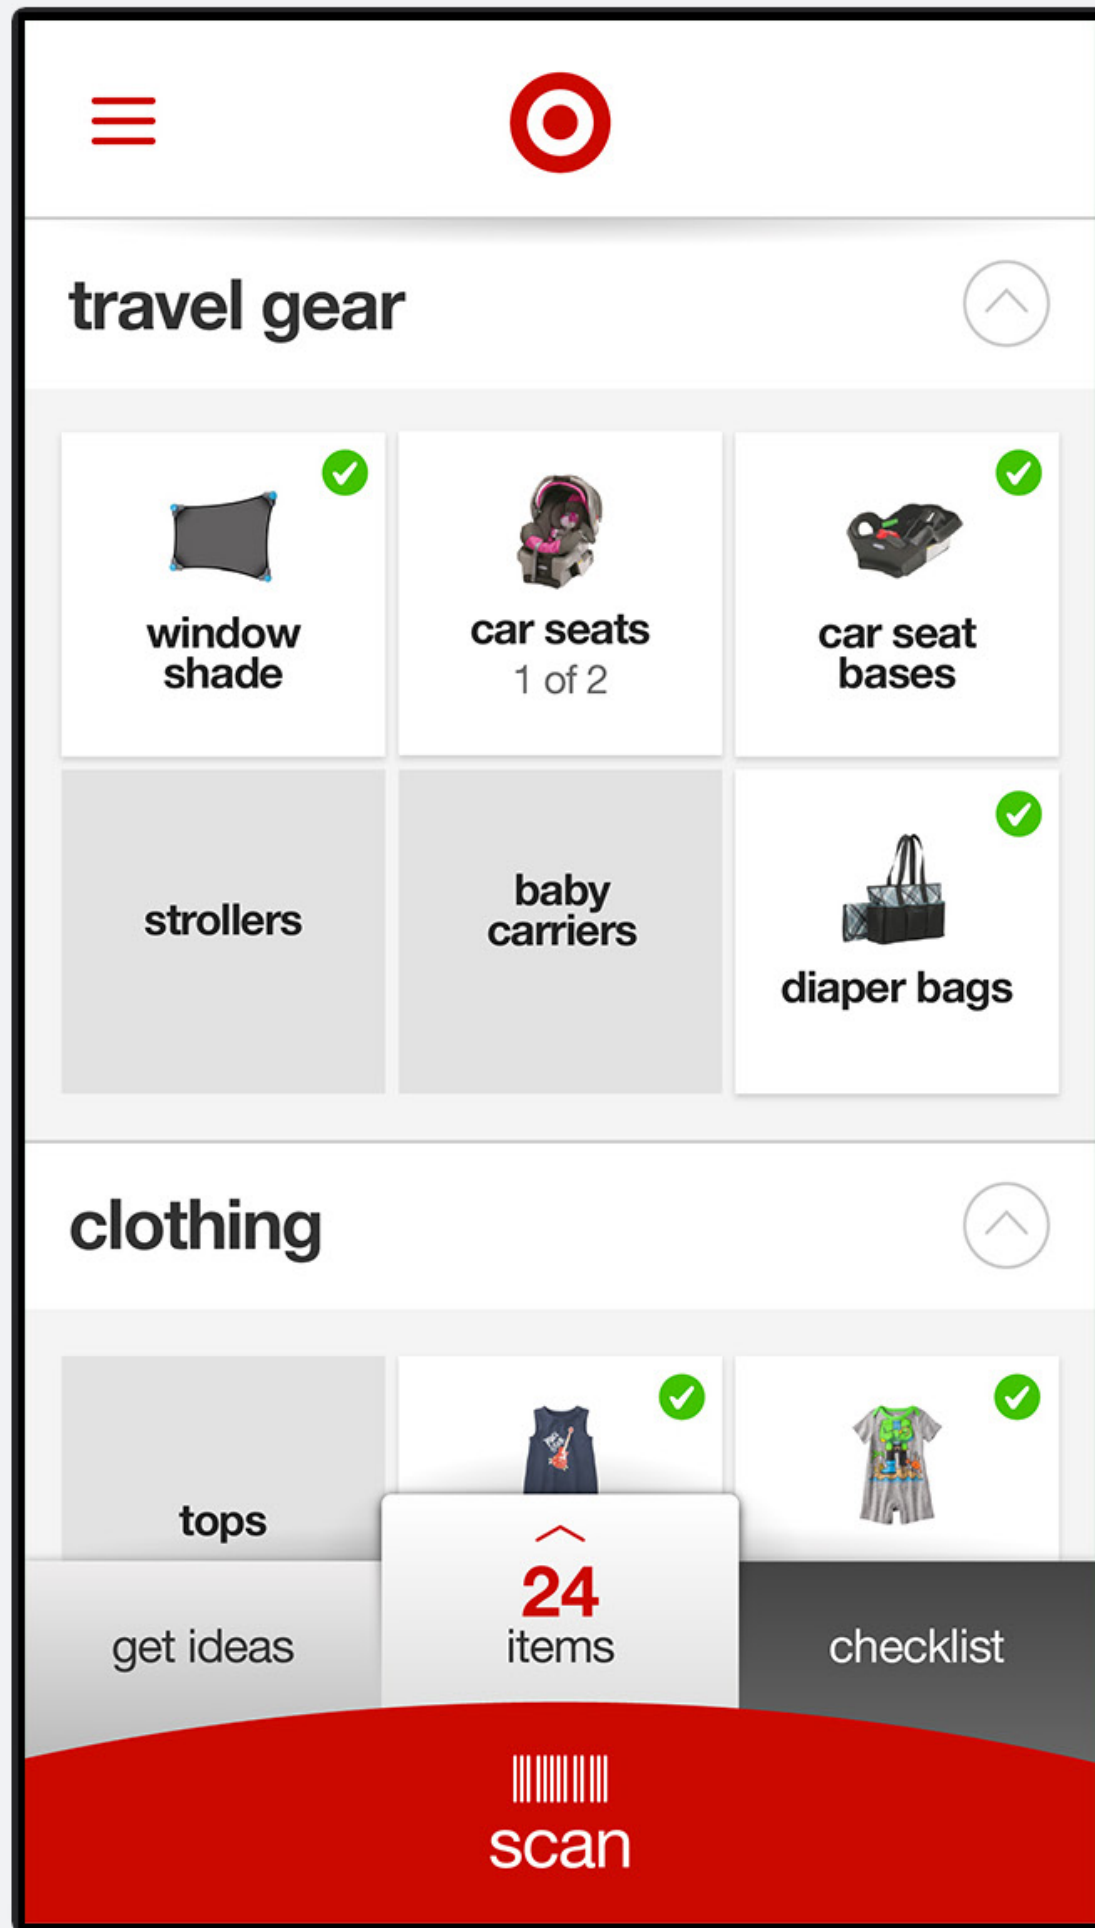 travel gear
window
shade
car seats
1 of 2
car seat
bases
strollers
baby
carriers
diaper bags
clothing
tops
24
items
get ideas
checklist
scan